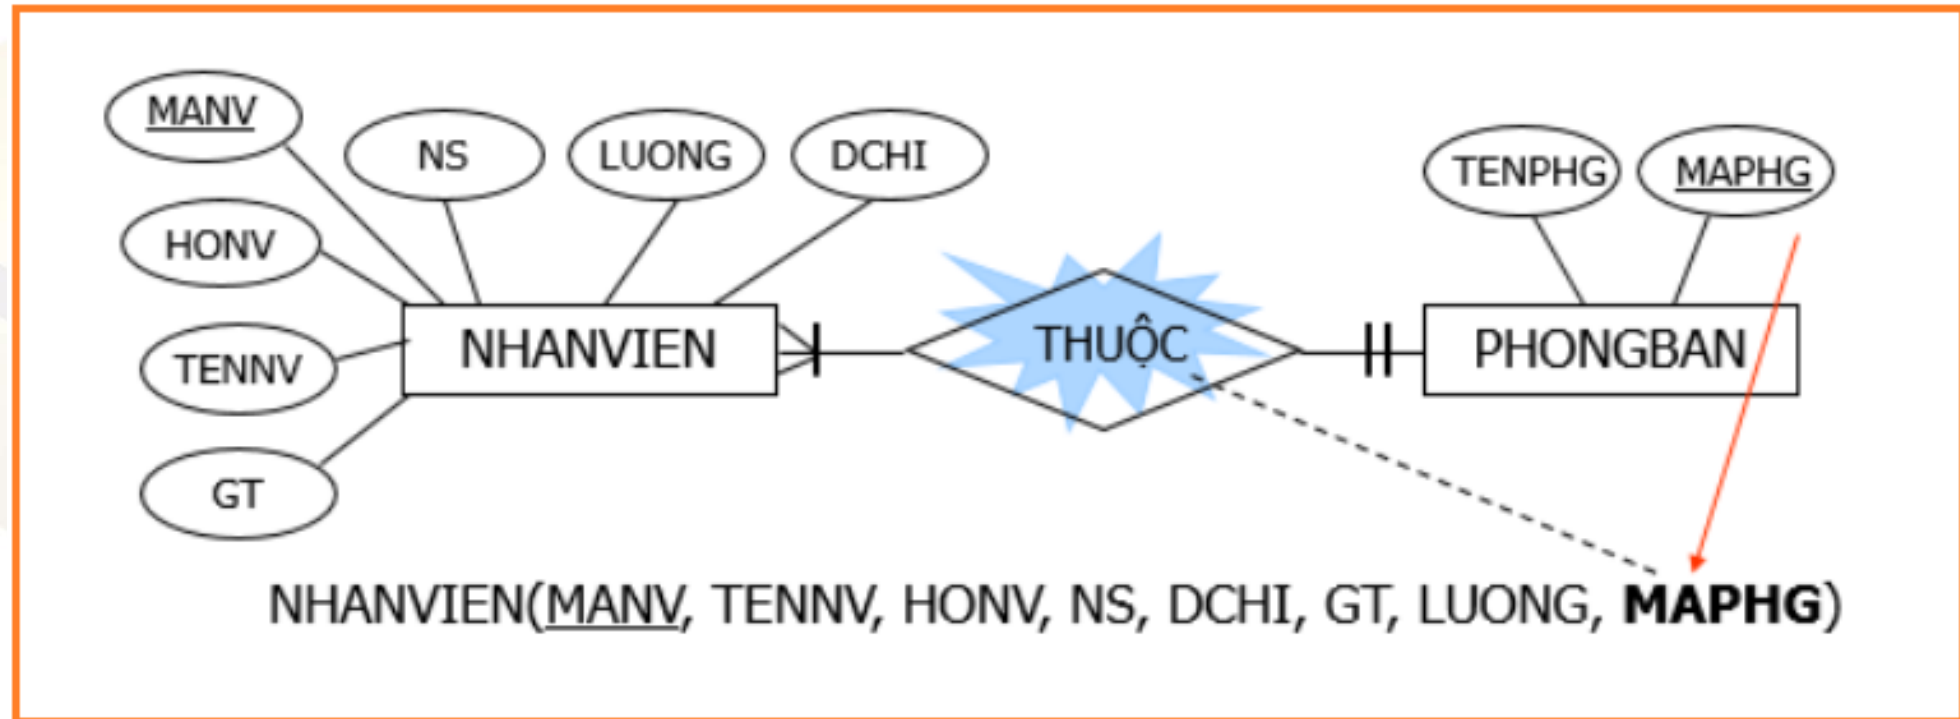 MANV
NS
LUONG
DCHI
TENPHG
MAPHG
HONV
TENNV
GT
NHANVIEN
THUỘC
PHONGBAN
NHANVIEN(MANV, TENNV, HONV, NS, DCHI, GT, LUONG, MAPHG)